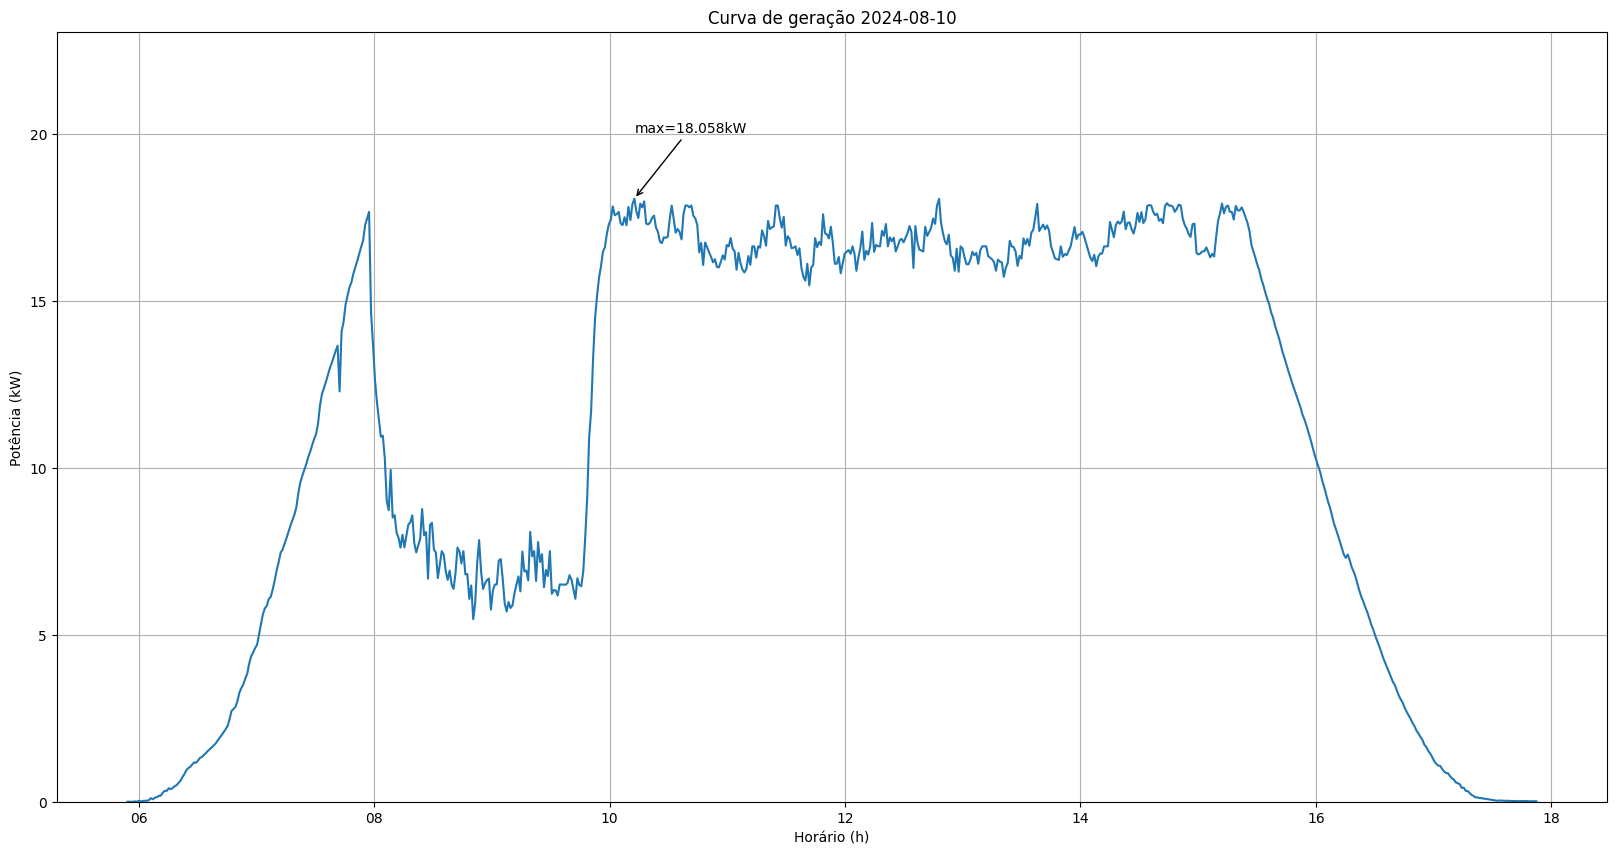 Curva de geração 2024-08-10
max=18.058kW
Potência (kW)
20
15
10
5
0
06 08 10 12 14 16 18
Horário (h)